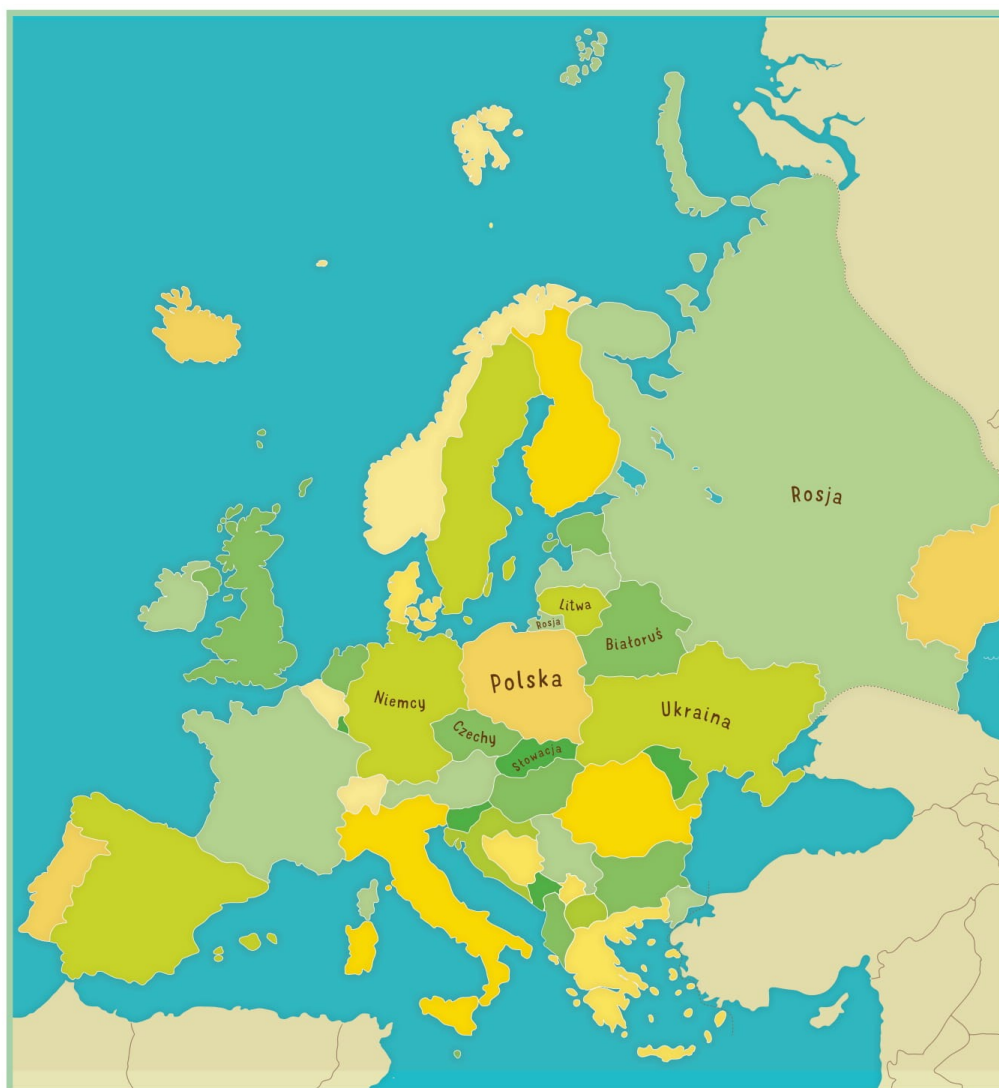 Rosja
Litwa
Rosja
Białoruś
Polska
Niemcy
Ukraina
Czechy
Słowacja